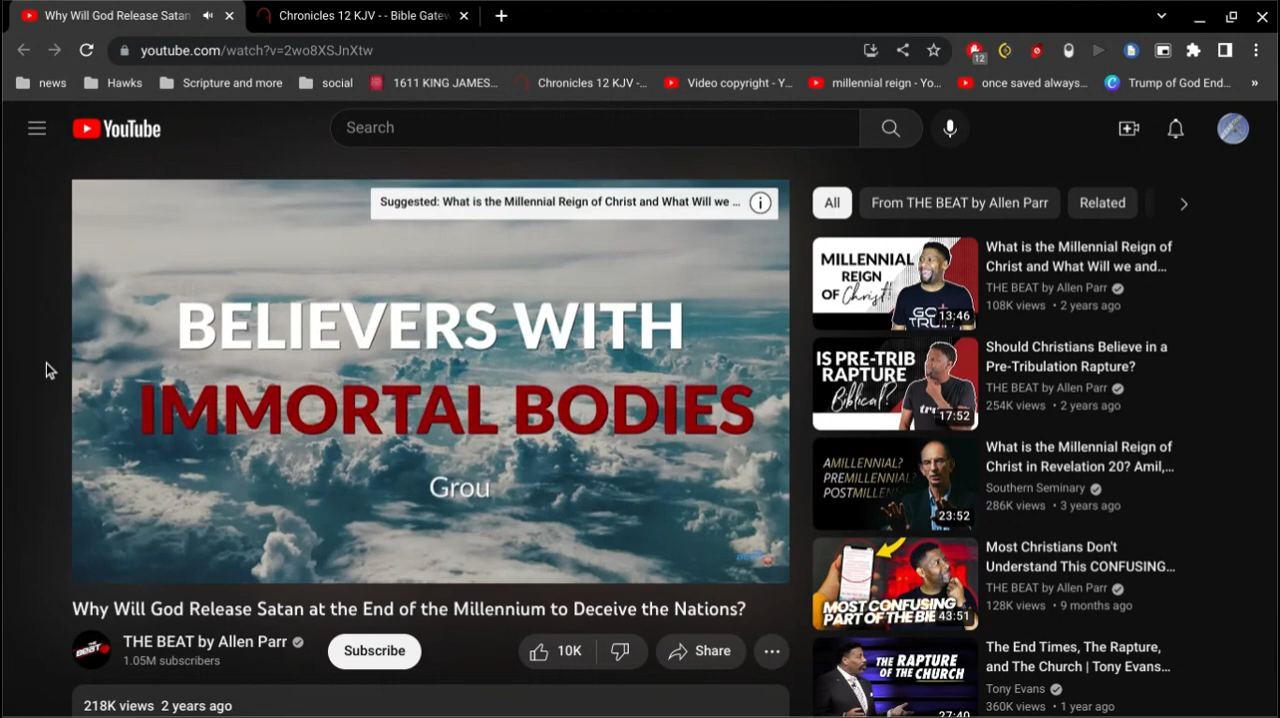 Why Will God Release Satan
Chronicles 12 KJV - - Bible Gatew
youtube.com/watch?v=2wo8XSJnXtw
12
news
Hawks
Scripture and more
social
1611 KING JAMES...
Chronicles 12 KJV -...
Video copyright - Y...
millennial reign - Yo...
once saved always...
Trump of God End...
»
YouTube
Search
Suggested: What is the Millennial Reign of Christ and What Will we ...
BELIEVERS WITH
IMMORTAL BODIES
Grou
Why Will God Release Satan at the End of the Millennium to Deceive the Nations?
THE BEAT by Allen Parr
1.05M subscribers
Subscribe
10K
Share
218K views 2 years ago
All
From THE BEAT by Allen Parr
Related
MILLENNIAL
REIGN
OF Christ!
13:46
What is the Millennial Reign of
Christ and What Will we and...
THE BEAT by Allen Parr
108K views • 2 years ago
IS PRE-TRIB
RAPTURE
Biblical?
17:52
Should Christians Believe in a
Pre-Tribulation Rapture?
THE BEAT by Allen Parr
254K views • 2 years ago
AMILLENNIAL?
PREMILLENNIAL?
POSTMILLEN
23:52
What is the Millennial Reign of
Christ in Revelation 20? Amil,...
Southern Seminary
286K views • 3 years ago
MOST CONFUSING
PART OF THE BIB
43:51
Most Christians Don't
Understand This CONFUSING...
THE BEAT by Allen Parr
128K views • 9 months ago
THE RAPTURE
OF THE CHURCH
27:40
The End Times, The Rapture,
and The Church | Tony Evans...
Tony Evans
360K views • 1 year ago